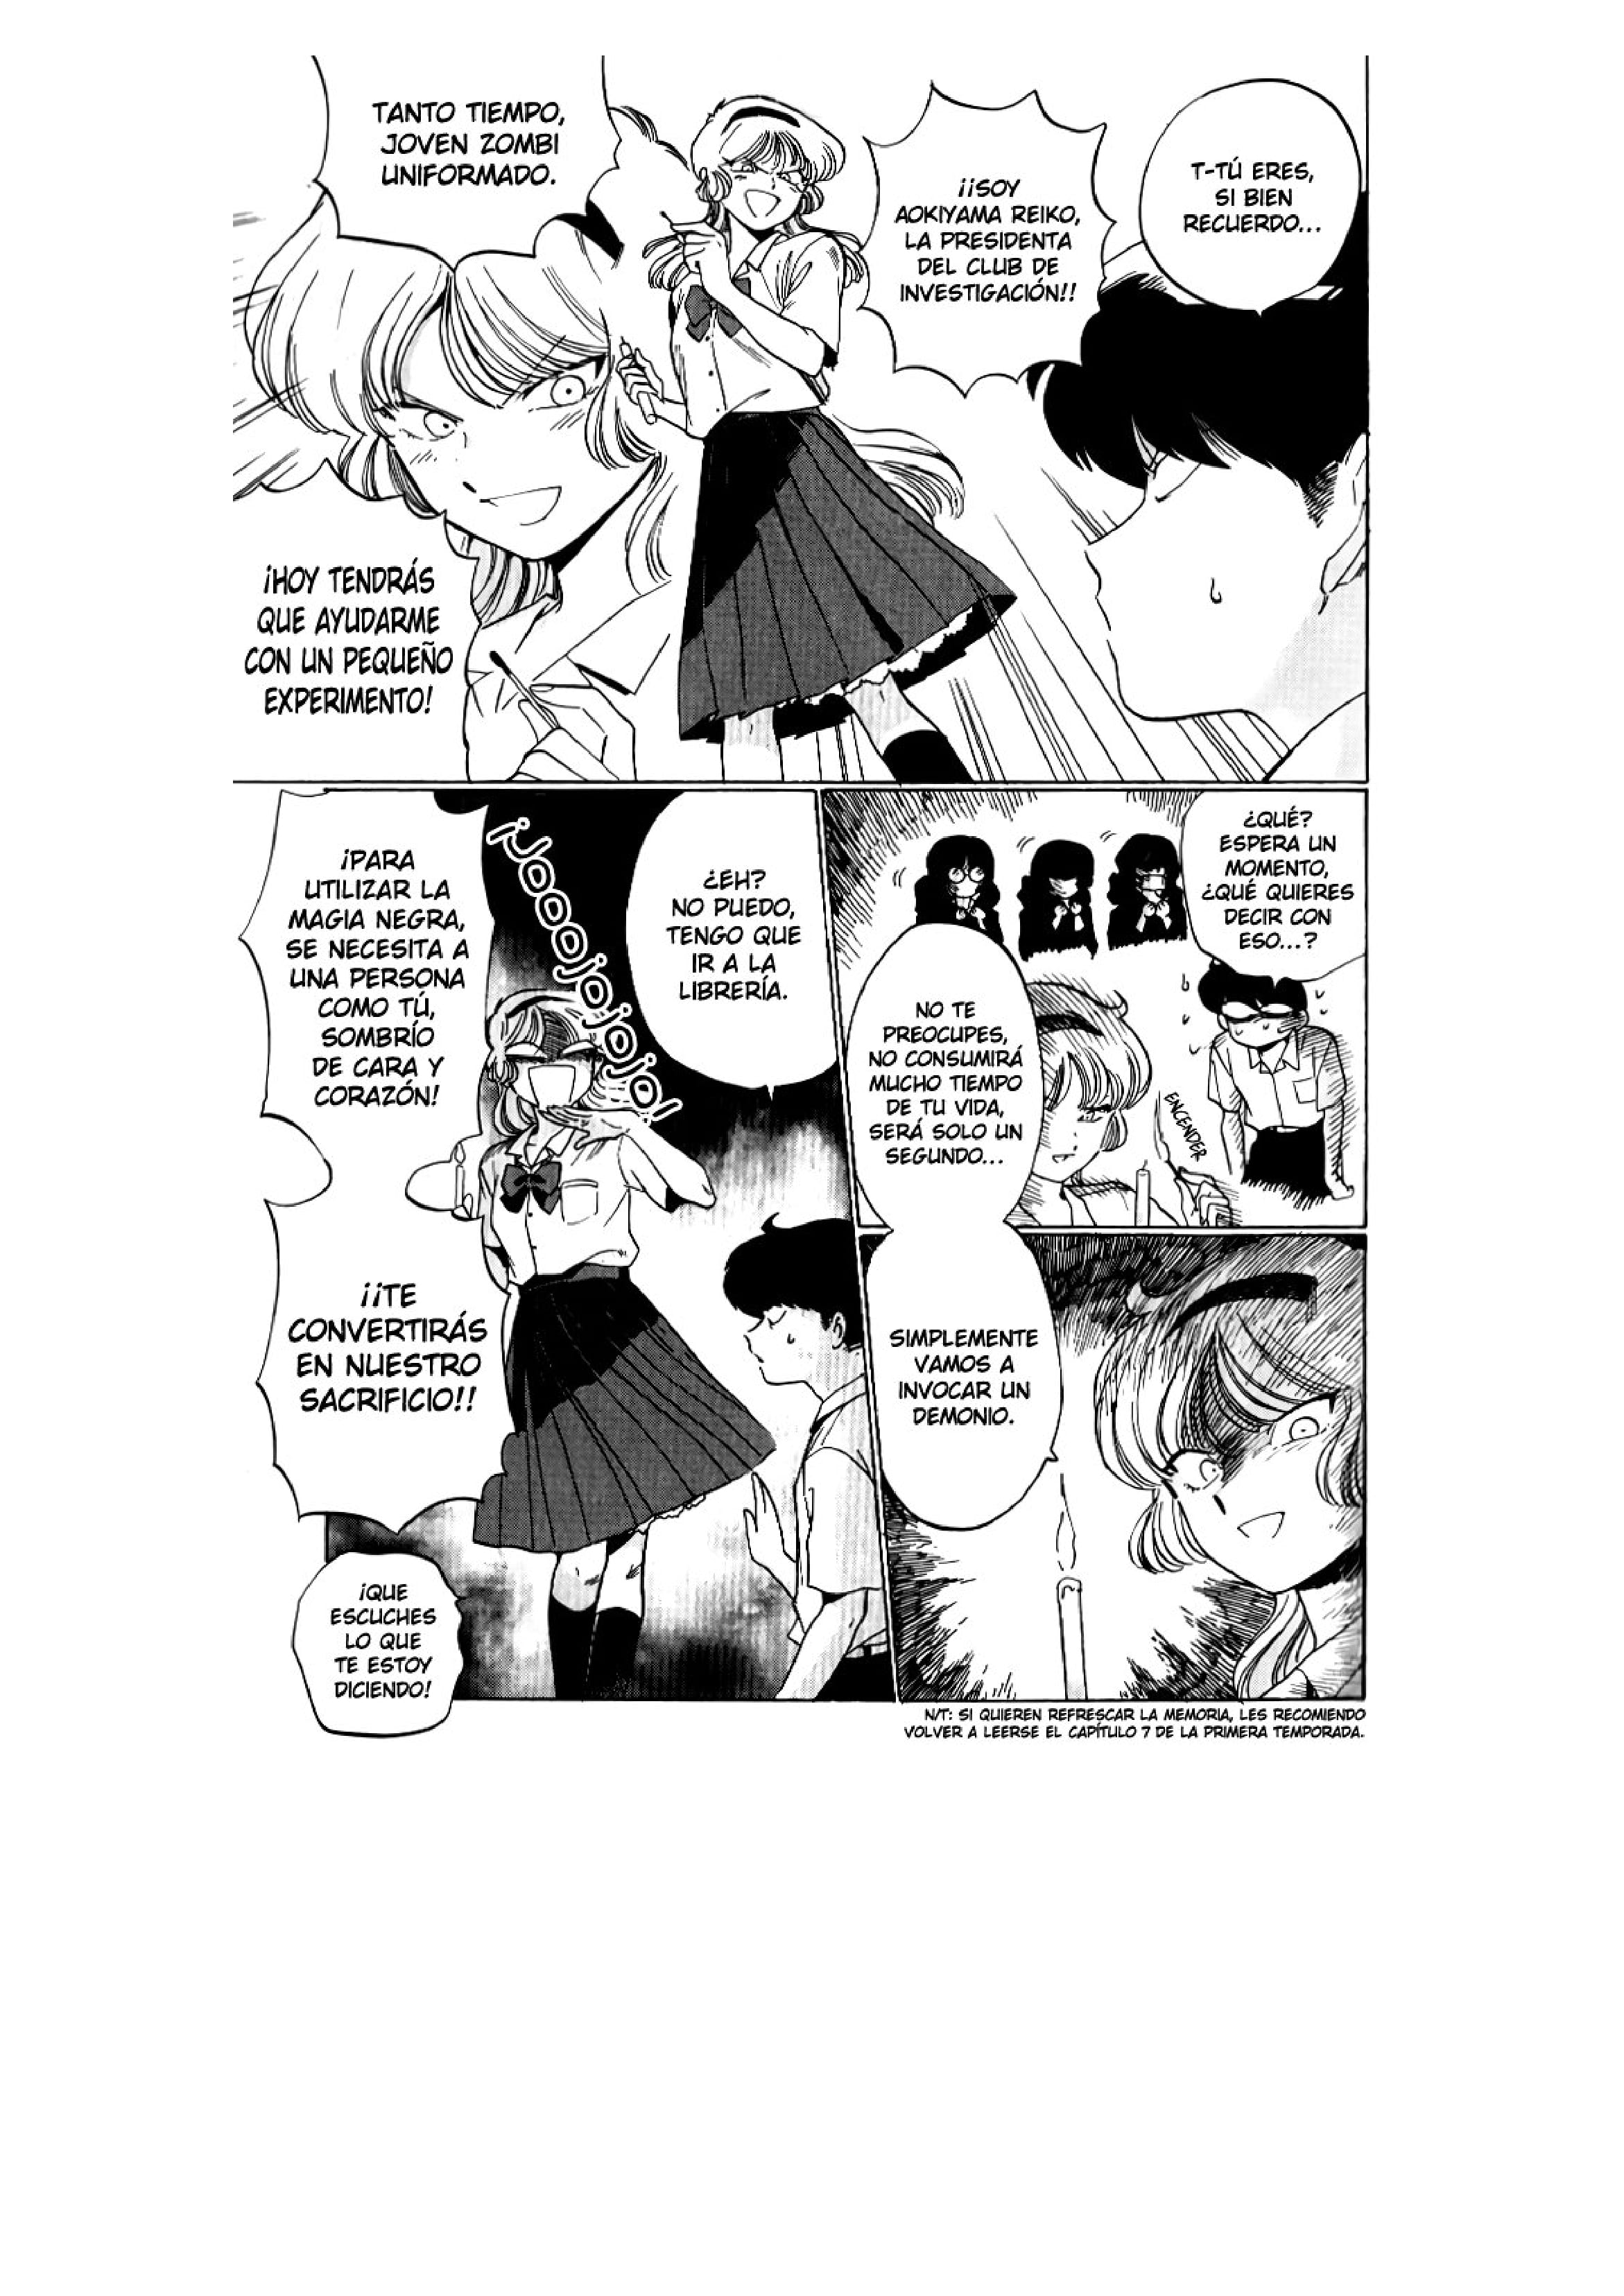 T-TÚ ERES,
SI BIEN
RECUERDO...
¡¡SOY
AOKIYAMA REIKO,
LA PRESIDENTA
DEL CLUB DE
INVESTIGACIÓN!!
TANTO TIEMPO,
JOVEN ZOMBI
UNIFORMADO.
¡HOY TENDRÁS
QUE AYUDARME
CON UN PEQUEÑO
EXPERIMENTO!
¿QUÉ?
ESPERA UN
MOMENTO,
¿QUÉ QUIERES
DECIR CON
ESO...?
NO TE
PREOCUPES,
NO CONSUMIRÁ
MUCHO TIEMPO
DE TU VIDA,
SERÁ SOLO UN
SEGUNDO...
ENCENDER
SIMPLEMENTE
VAMOS A
INVOCAR UN
DEMONIO.
¿EH?
NO PUEDO,
TENGO QUE
IR A LA
LIBRERÍA.
¡JOOOJOJOJOJO!
¡PARA
UTILIZAR LA
MAGIA NEGRA,
SE NECESITA A
UNA PERSONA
COMO TÚ,
SOMBRÍO
DE CARA Y
CORAZÓN!
¡¡TE
CONVERTIRÁS
EN NUESTRO
SACRIFICIO!!
¡QUE
ESCUCHES
LO QUE
TE ESTOY
DICIENDO!
N/T: SI QUIEREN REFRESCAR LA MEMORIA, LES RECOMIENDO
VOLVER A LEERSE EL CAPÍTULO 7 DE LA PRIMERA TEMPORADA.